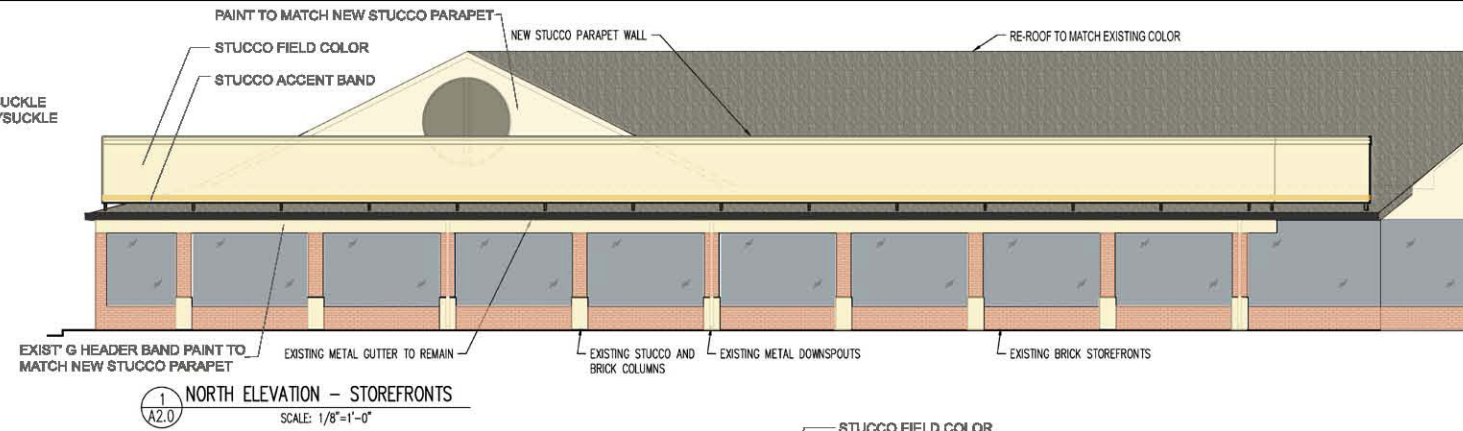 PAINT TO MATCH NEW STUCCO PARAPET
STUCCO FIELD COLOR
NEW STUCCO PARAPET WALL
RE-ROOF TO MATCH EXISTING COLOR
STUCCO ACCENT BAND
EXIST' G HEADER BAND PAINT TO
MATCH NEW STUCCO PARAPET
EXISTING METAL GUTTER TO REMAIN
EXISTING STUCCO AND
BRICK COLUMNS
EXISTING METAL DOWNSPOUTS
EXISTING BRICK STOREFRONTS
1
A2.0
NORTH ELEVATION - STOREFRONTS
SCALE: 1/8"=1'-0"
STUCCO FIELD COLOR